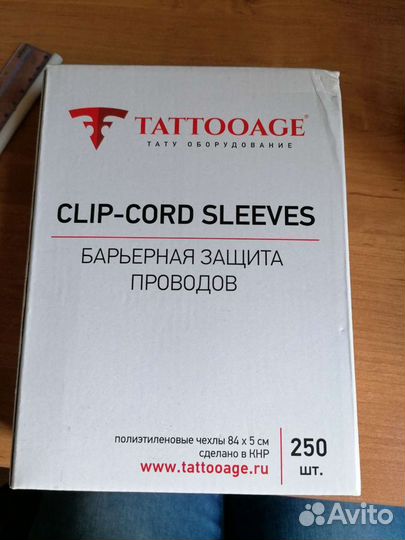 TATTOOAGE®
ТАТУ ОБОРУДОВАНИЕ
CLIP-CORD SLEEVES
БАРЬЕРНАЯ ЗАЩИТА
ПРОВОДОВ
полиэтиленовые чехлы 84 x 5 см
сделано в КНР
www.tattooage.ru
250
шт.
Avito